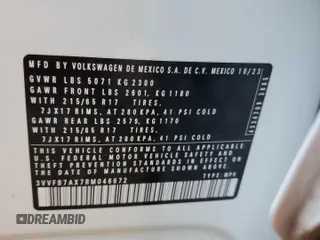 MFD BY VOLKSWAGEN DE MEXICO S.A. DE C.V. MEXICO 10/23
GVWR LBS 5071 KG 2300
GAWR FRONT LBS 2601, KG 1180
WITH 215/65 R17 TIRES,
7JX17 RIMS, AT 280 KPA, 41 PSI COLD
GAWR REAR LBS 2579, KG 1170
WITH 215/65 R17 TIRES,
7JX17 RIMS, AT 280 KPA, 41 PSI COLD
THIS VEHICLE CONFORMS TO ALL APPLICABLE
FEDERAL MOTOR VEHICLE SAFETY, BUMPER AND
THEFT PREVENTION STANDARDS IN EFFECT ON THE
DATE OF MANUFACTURE SHOWN ABOVE.
3VVFB7AX7RM046672 TYPE: MPV
DREAMBID